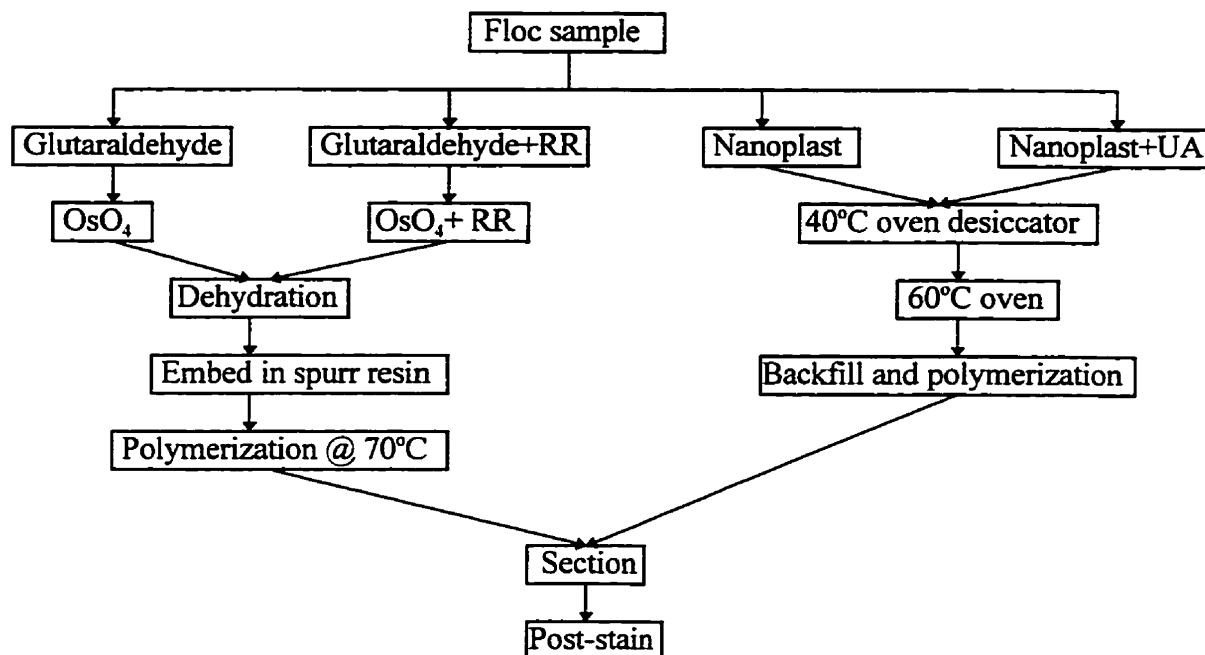 Floc sample
Glutaraldehyde
Glutaraldehyde+RR
Nanoplast
Nanoplast+UA
OsO₄
OsO₄+ RR
40ºC oven desiccator
Dehydration
60ºC oven
Embed in spurr resin
Backfill and polymerization
Polymerization @ 70ºC
Section
Post-stain